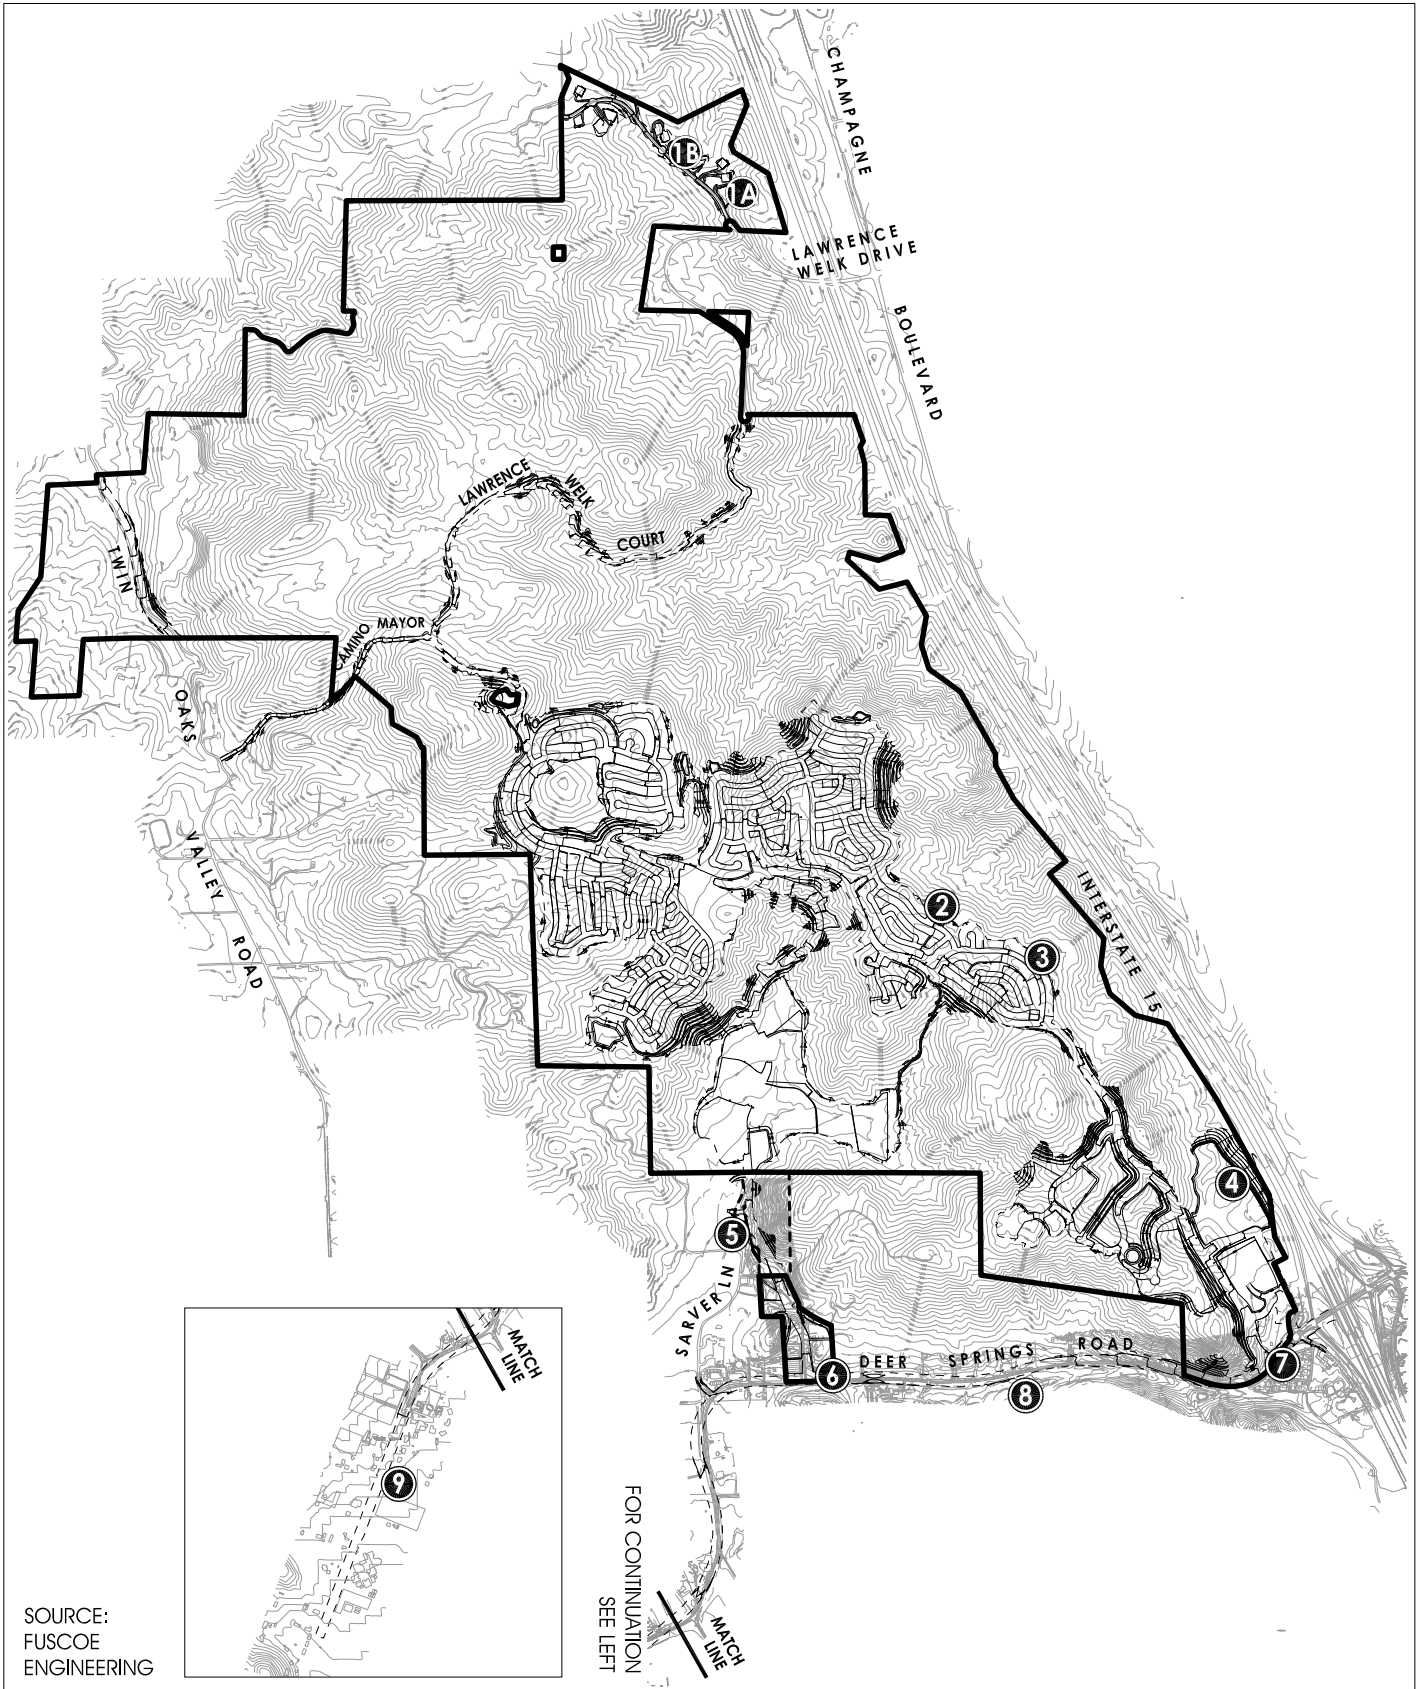 CHAMPAGNE
1B
1A
LAWRENCE
WELK DRIVE
BOULEVARD
LAWRENCE
WELK
COURT
TWIN
CAMINO
MAYOR
OAKS
VALLEY
ROAD
2
3
INTERSTATE 15
4
5
SARVER LN
DEER SPRINGS ROAD
6
7
8
MATCH
LINE
9
FOR CONTINUATION
SEE LEFT
MATCH
LINE
SOURCE:
FUSCOE
ENGINEERING